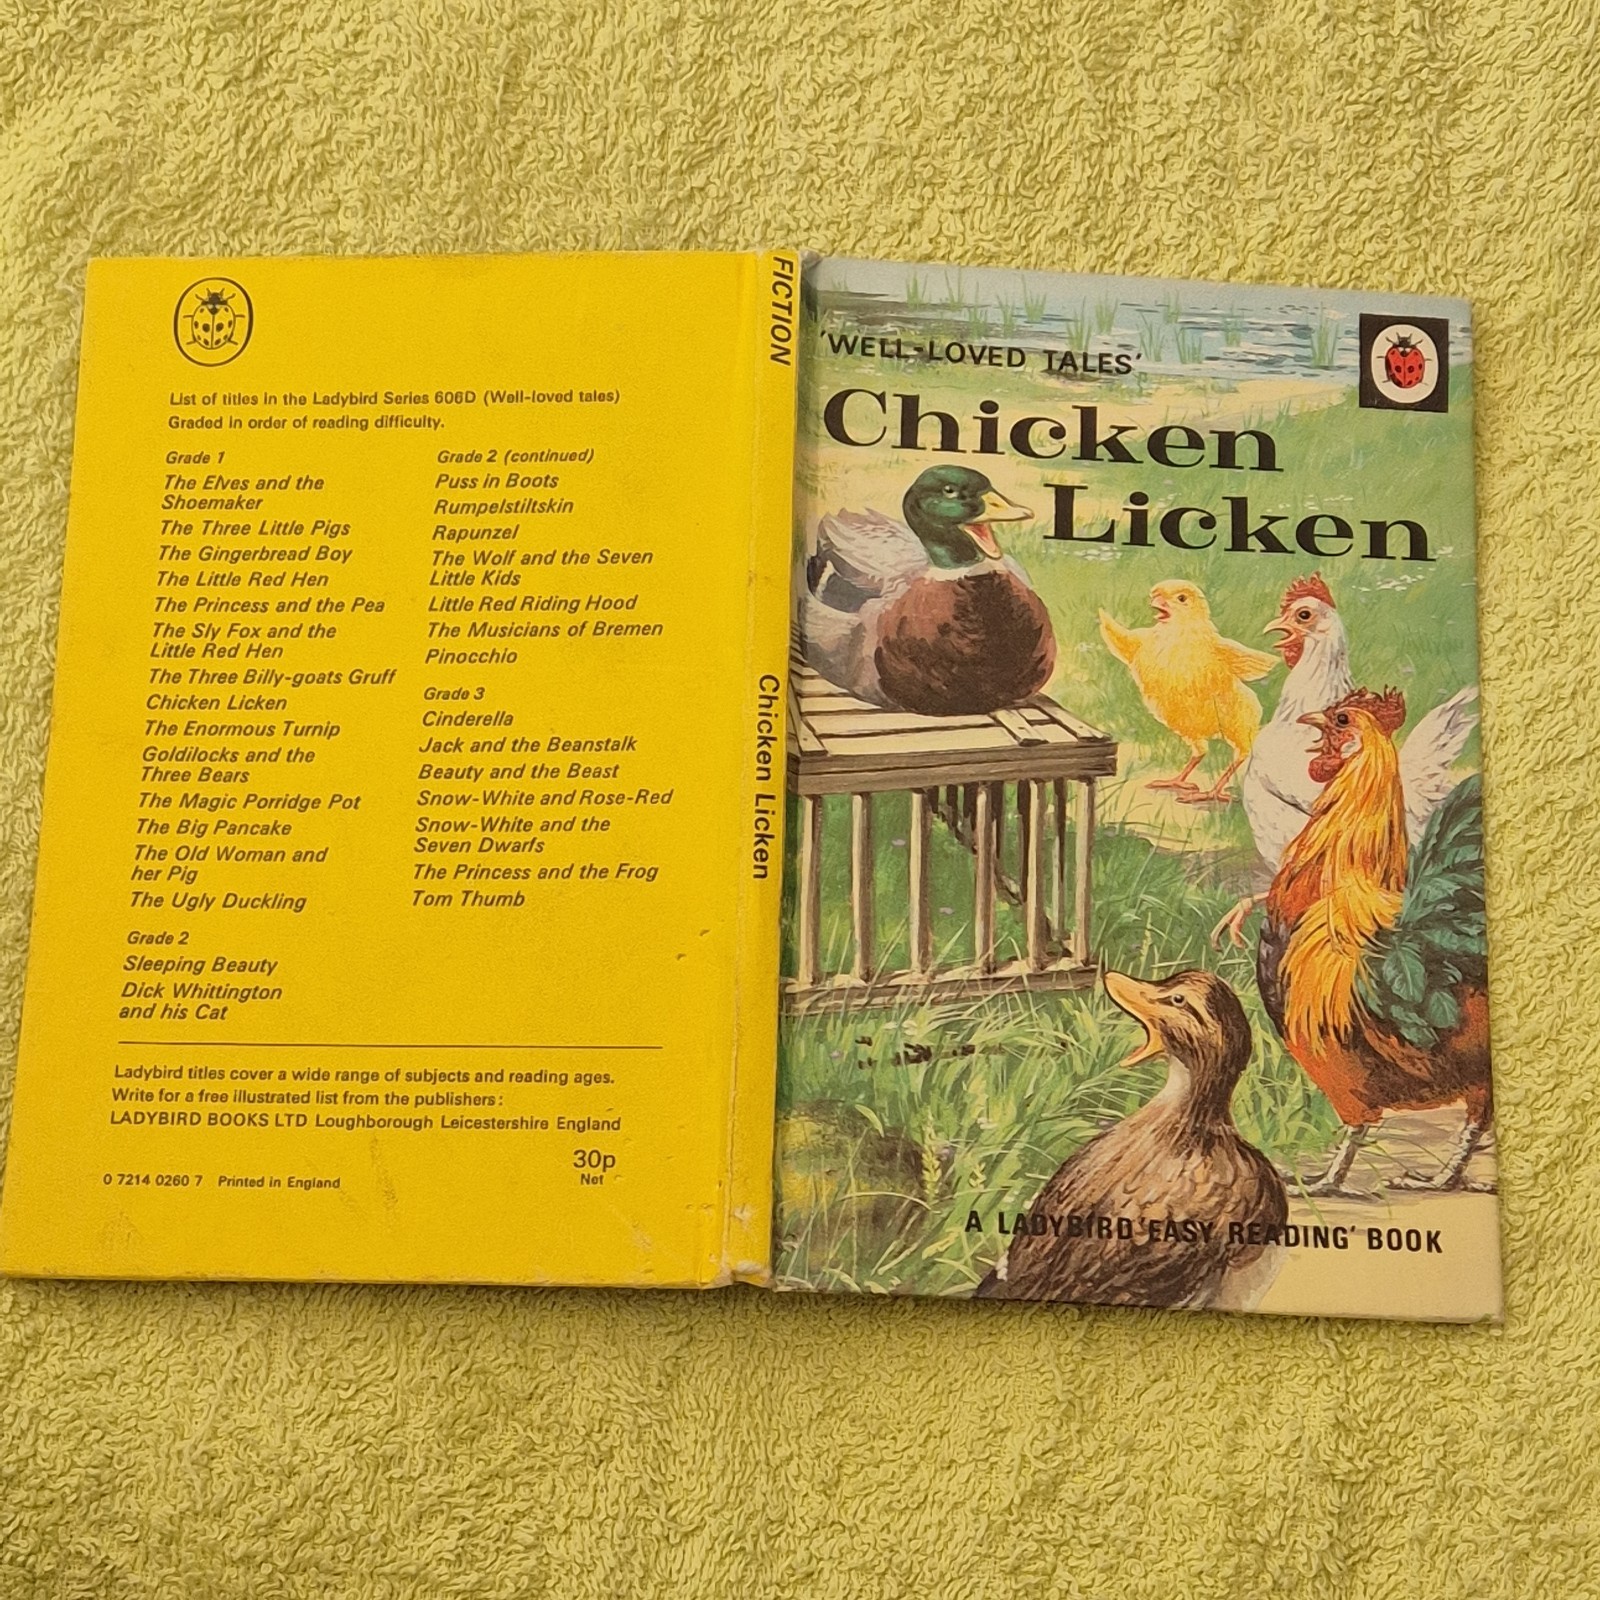 List of titles in the Ladybird Series 606D (Well-loved tales)
Graded in order of reading difficulty.
Grade 1
The Elves and the
Shoemaker
The Three Little Pigs
The Gingerbread Boy
The Little Red Hen
The Princess and the Pea
The Sly Fox and the
Little Red Hen
The Three Billy-goats Gruff
Chicken Licken
The Enormous Turnip
Goldilocks and the
Three Bears
The Magic Porridge Pot
The Big Pancake
The Old Woman and
her Pig
The Ugly Duckling
Grade 2
Sleeping Beauty
Dick Whittington
and his Cat
Grade 2 (continued)
Puss in Boots
Rumpelstiltskin
Rapunzel
The Wolf and the Seven
Little Kids
Little Red Riding Hood
The Musicians of Bremen
Pinocchio
Grade 3
Cinderella
Jack and the Beanstalk
Beauty and the Beast
Snow-White and Rose-Red
Snow-White and the
Seven Dwarfs
The Princess and the Frog
Tom Thumb
Ladybird titles cover a wide range of subjects and reading ages.
Write for a free illustrated list from the publishers:
LADYBIRD BOOKS LTD Loughborough Leicestershire England
30p
Net
0 7214 0260 7 Printed in England
FICTION
Chicken Licken
'WELL-LOVED TALES'
Chicken
Licken
A LADYBIRD 'EASY READING' BOOK